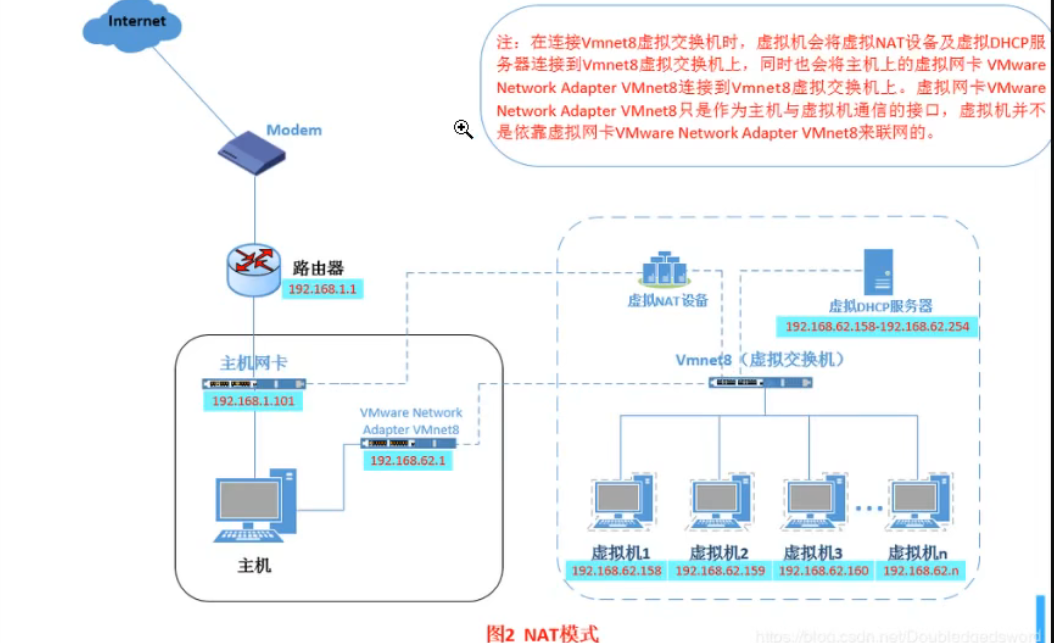 Internet
注：在连接Vmnet8虚拟交换机时，虚拟机会将虚拟NAT设备及虚拟DHCP服
务器连接到Vmnet8虚拟交换机上，同时也会将主机上的虚拟网卡 VMware
Network Adapter VMnet8连接到Vmnet8虚拟交换机上。虚拟网卡VMware
Network Adapter VMnet8只是作为主机与虚拟机通信的接口，虚拟机并不
是依靠虚拟网卡VMware Network Adapter VMnet8来联网的。
Modem
路由器
192.168.1.1
虚拟NAT设备
虚拟DHCP服务器
192.168.62.158-192.168.62.254
主机网卡
192.168.1.101
Vmnet8（虚拟交换机）
VMware Network
Adapter VMnet8
192.168.62.1
主机
虚拟机1
192.168.62.158
虚拟机2
192.168.62.159
虚拟机3
192.168.62.160
虚拟机n
192.168.62.n
图2 NAT模式
https://blog.csdn.net/Doubledgedsword